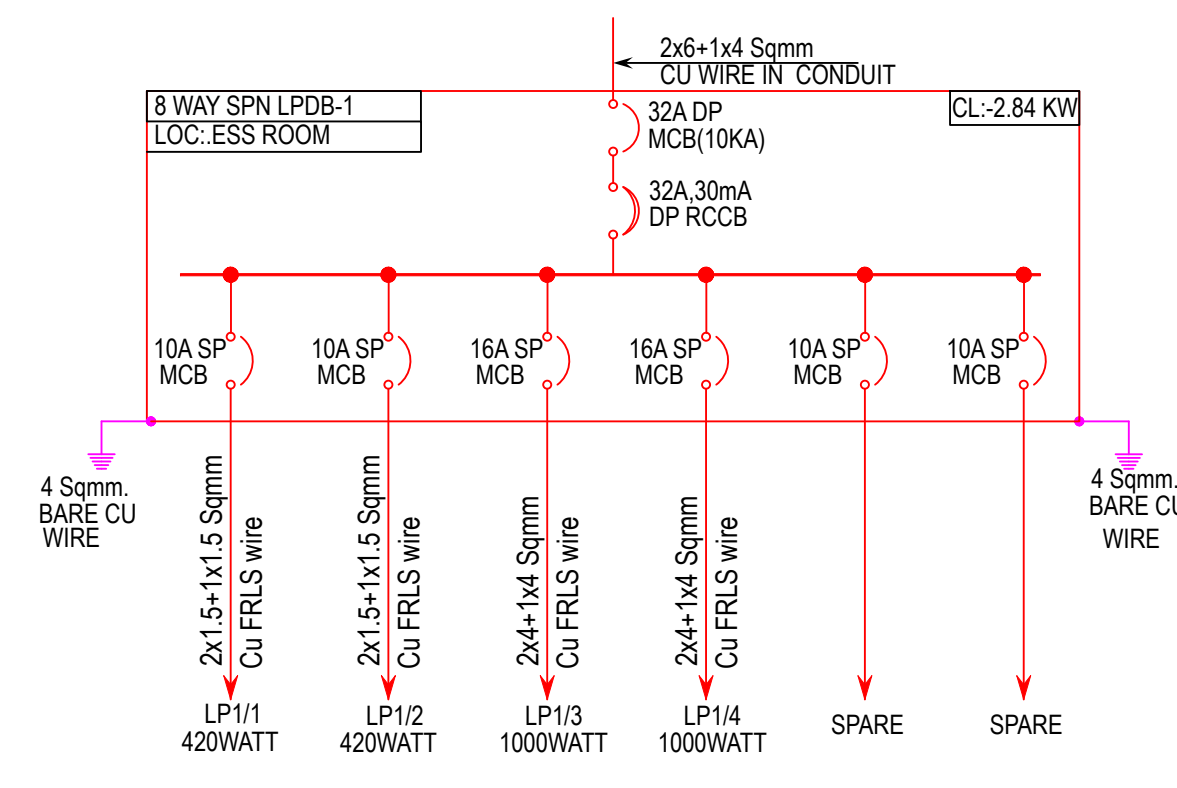 2x6+1x4 Sqmm
CU WIRE IN CONDUIT
8 WAY SPN LPDB-1
LOC:.ESS ROOM
CL:-2.84 KW
32A DP
MCB(10KA)
32A,30mA
DP RCCB
10A SP
MCB
10A SP
MCB
16A SP
MCB
16A SP
MCB
10A SP
MCB
10A SP
MCB
4 Sqmm.
BARE CU
WIRE
4 Sqmm.
BARE CU
WIRE
2x1.5+1x1.5 Sqmm
Cu FRLS wire
2x1.5+1x1.5 Sqmm
Cu FRLS wire
2x4+1x4 Sqmm
Cu FRLS wire
2x4+1x4 Sqmm
Cu FRLS wire
LP1/1
420WATT
LP1/2
420WATT
LP1/3
1000WATT
LP1/4
1000WATT
SPARE
SPARE